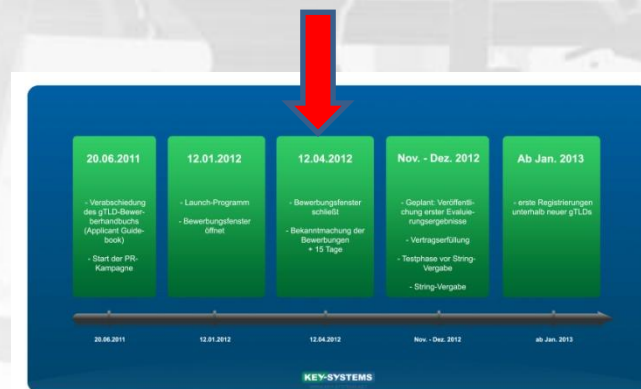 20.06.2011
- Verabschiedung
des gTLD-Bewer-
berhandbuchs
(Applicant Guide-
book)
- Start der PR-
Kampagne
12.01.2012
- Launch-Programm
- Bewerbungsfenster
öffnet
12.04.2012
- Bewerbungsfenster
schließt
- Bekanntmachung der
Bewerbungen
+ 15 Tage
Nov. - Dez. 2012
- Geplant: Veröffentli-
chung erster Evaluie-
rungsergebnisse
- Vertragserfüllung
- Testphase vor String-
Vergabe
- String-Vergabe
Ab Jan. 2013
- erste Registrierungen
unterhalb neuer gTLDs
20.06.2011
12.01.2012
12.04.2012
Nov. - Dez. 2012
ab Jan. 2013
KEY-SYSTEMS